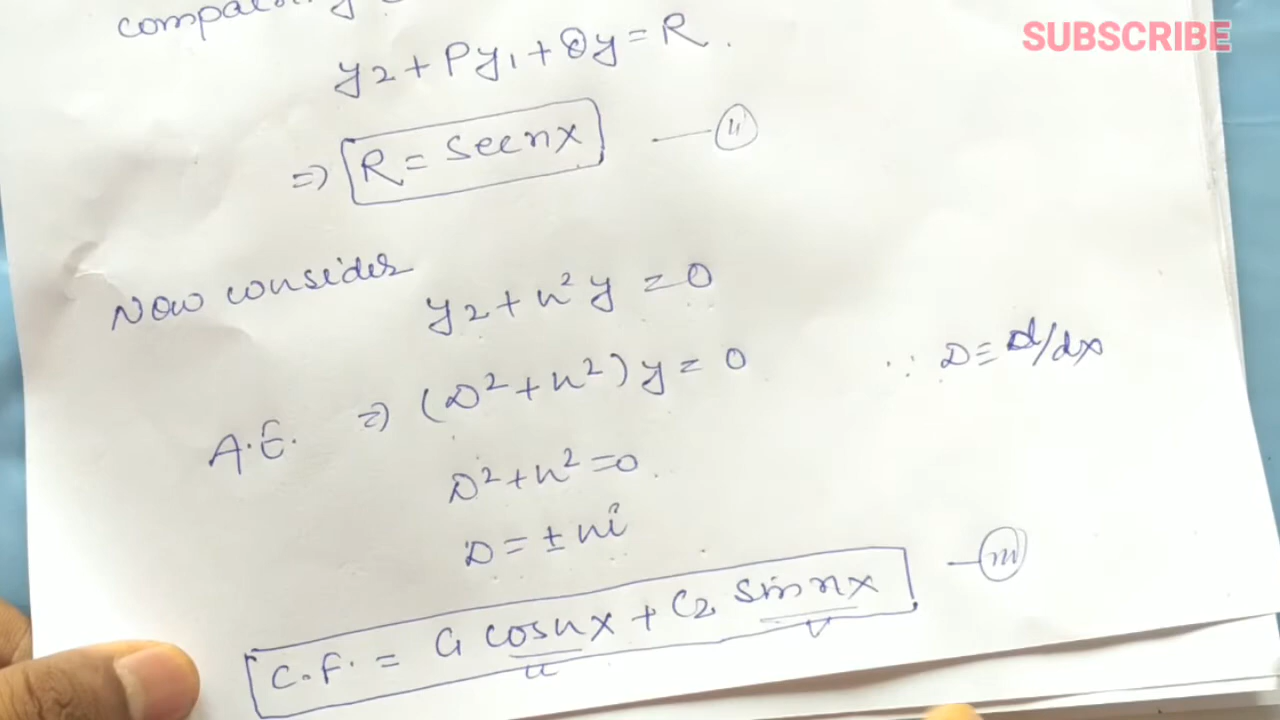 comparing
SUBSCRIBE
y₂ + Py₁ + Qy = R.
⇒ R = secnx — (ii)
Now consider
y₂ + n²y = 0
A.E. ⇒ (D² + n²)y = 0 ∵ D ≡ d/dx
D² + n² = 0
D = ± ni
C.F. = C₁ cosnx + C₂ sinnx — (iii)
u v